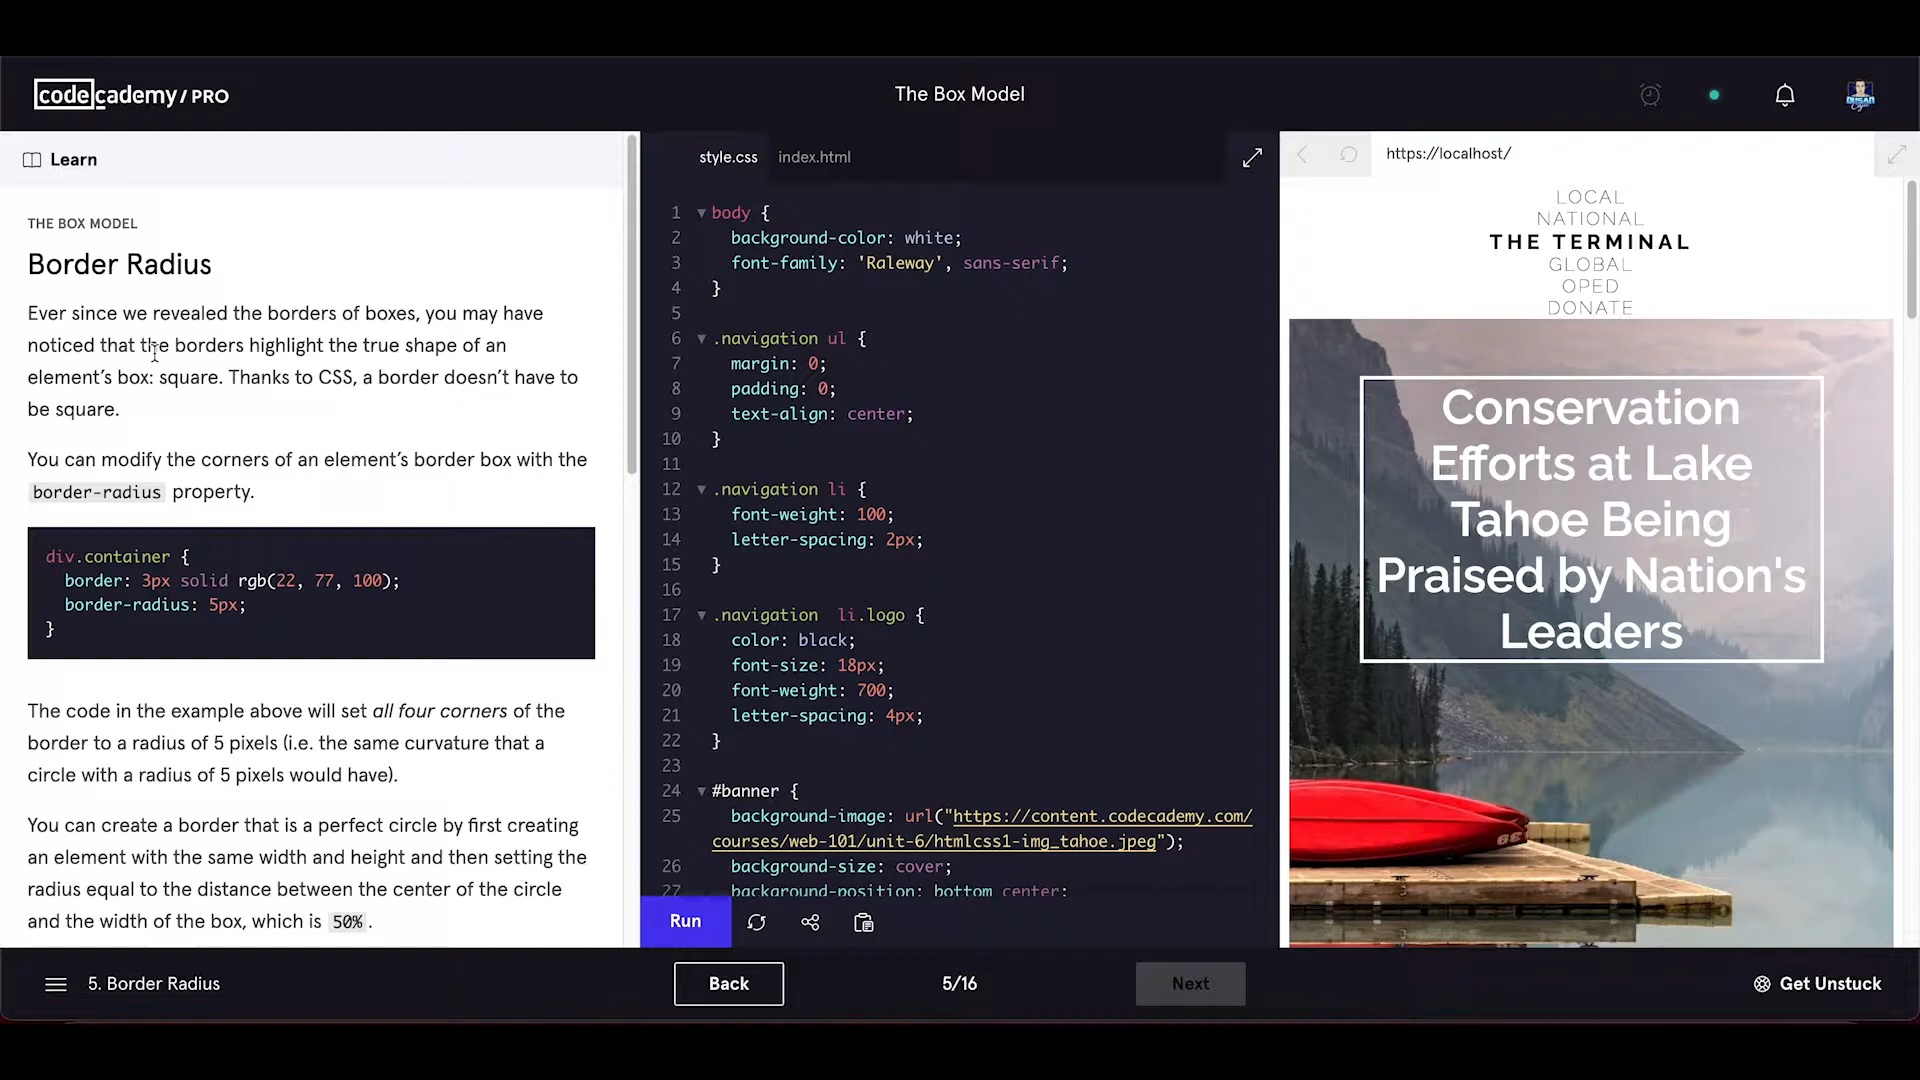 codecademy/PRO
The Box Model
Learn
THE BOX MODEL
Border Radius
Ever since we revealed the borders of boxes, you may have
noticed that the borders highlight the true shape of an
element’s box: square. Thanks to CSS, a border doesn’t have to
be square.
You can modify the corners of an element’s border box with the
border-radius property.
div.container {
border: 3px solid rgb(22, 77, 100);
border-radius: 5px;
}
The code in the example above will set all four corners of the
border to a radius of 5 pixels (i.e. the same curvature that a
circle with a radius of 5 pixels would have).
You can create a border that is a perfect circle by first creating
an element with the same width and height and then setting the
radius equal to the distance between the center of the circle
and the width of the box, which is 50%.
style.css
index.html
1 body {
2 background-color: white;
3 font-family: 'Raleway', sans-serif;
4 }
5
6 .navigation ul {
7 margin: 0;
8 padding: 0;
9 text-align: center;
10 }
11
12 .navigation li {
13 font-weight: 100;
14 letter-spacing: 2px;
15 }
16
17 .navigation  li.logo {
18 color: black;
19 font-size: 18px;
20 font-weight: 700;
21 letter-spacing: 4px;
22 }
23
24 #banner {
25 background-image: url("https://content.codecademy.com/
courses/web-101/unit-6/htmlcss1-img_tahoe.jpeg");
26 background-size: cover;
27 background-position: bottom center;
Run
https://localhost/
LOCAL
NATIONAL
THE TERMINAL
GLOBAL
OPED
DONATE
Conservation
Efforts at Lake
Tahoe Being
Praised by Nation's
Leaders
5. Border Radius
Back
5/16
Next
Get Unstuck